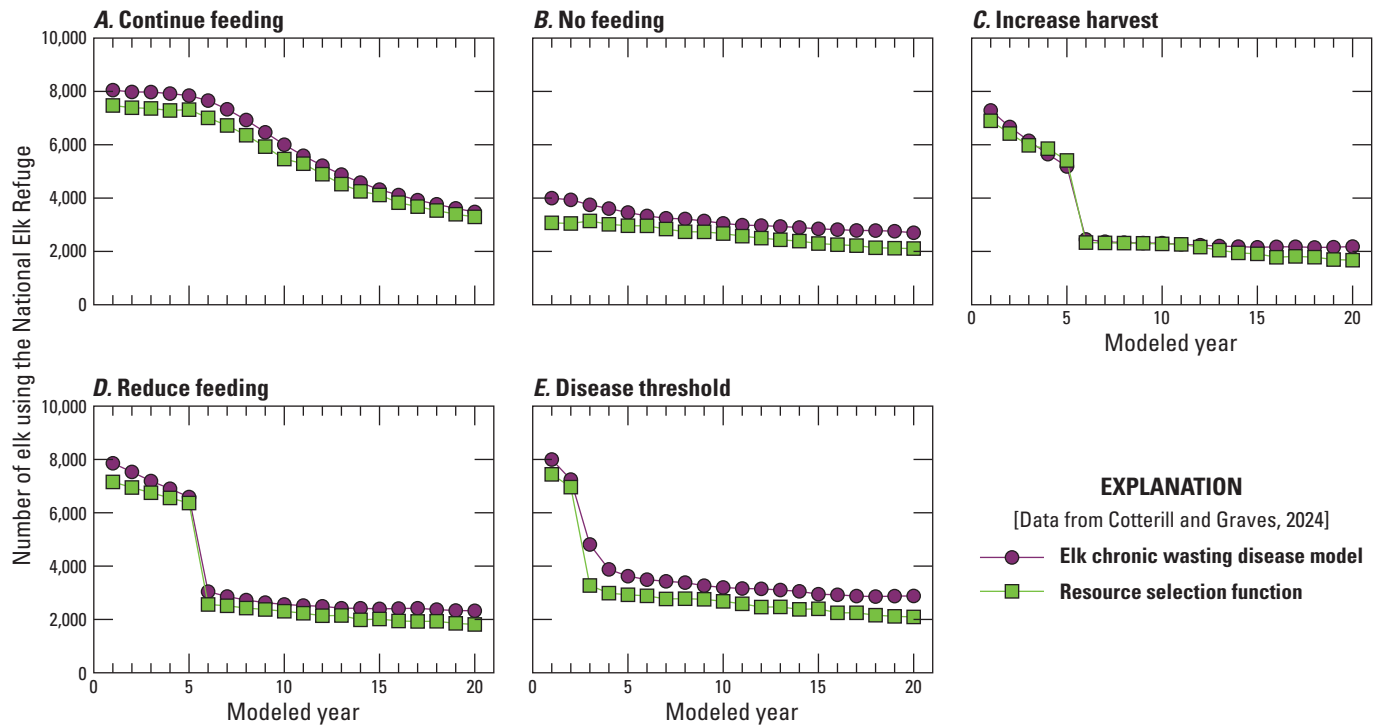 A. Continue feeding
B. No feeding
C. Increase harvest
10,000
8,000
6,000
4,000
2,000
0
0 5 10 15 20
Modeled year
D. Reduce feeding
E. Disease threshold
Number of elk using the National Elk Refuge
10,000
8,000
6,000
4,000
2,000
0
0 5 10 15 20
Modeled year
0 5 10 15 20
Modeled year
EXPLANATION
[Data from Cotterill and Graves, 2024]
Elk chronic wasting disease model
Resource selection function